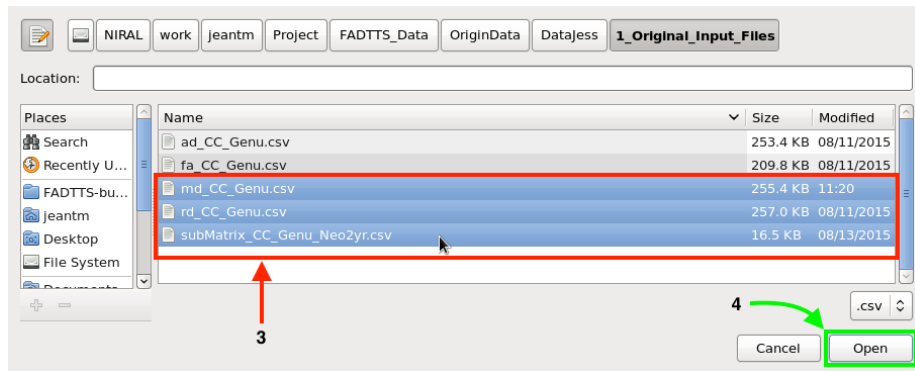 NIRAL work jeantm Project FADTTS_Data OriginData DataJess 1_Original_Input_Files
Location:
Places Name Size Modified
Search ad_CC_Genu.csv 253.4 KB 08/11/2015
Recently U... fa_CC_Genu.csv 209.8 KB 08/11/2015
FADTTS-bu... md_CC_Genu.csv 255.4 KB 11:20
jeantm rd_CC_Genu.csv 257.0 KB 08/11/2015
Desktop subMatrix_CC_Genu_Neo2yr.csv 16.5 KB 08/13/2015
File System
4 .csv
3
Cancel Open